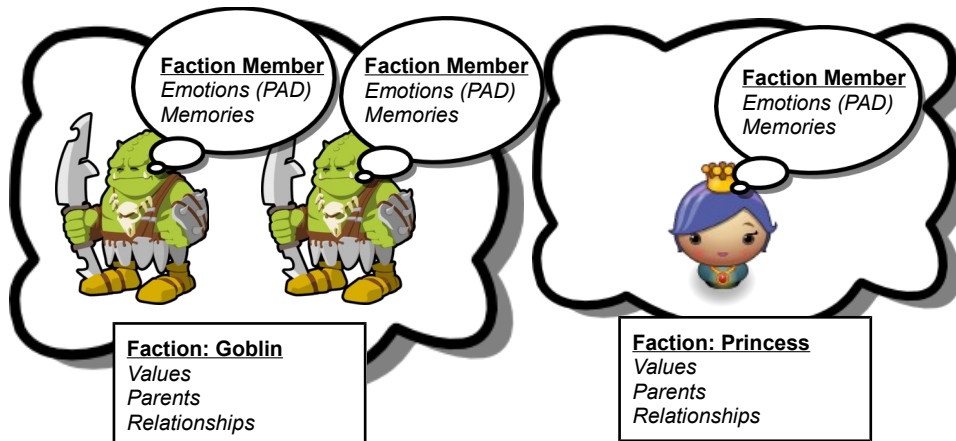 Faction Member
Emotions (PAD)
Memories
Faction Member
Emotions (PAD)
Memories
Faction Member
Emotions (PAD)
Memories
Faction: Goblin
Values
Parents
Relationships
Faction: Princess
Values
Parents
Relationships